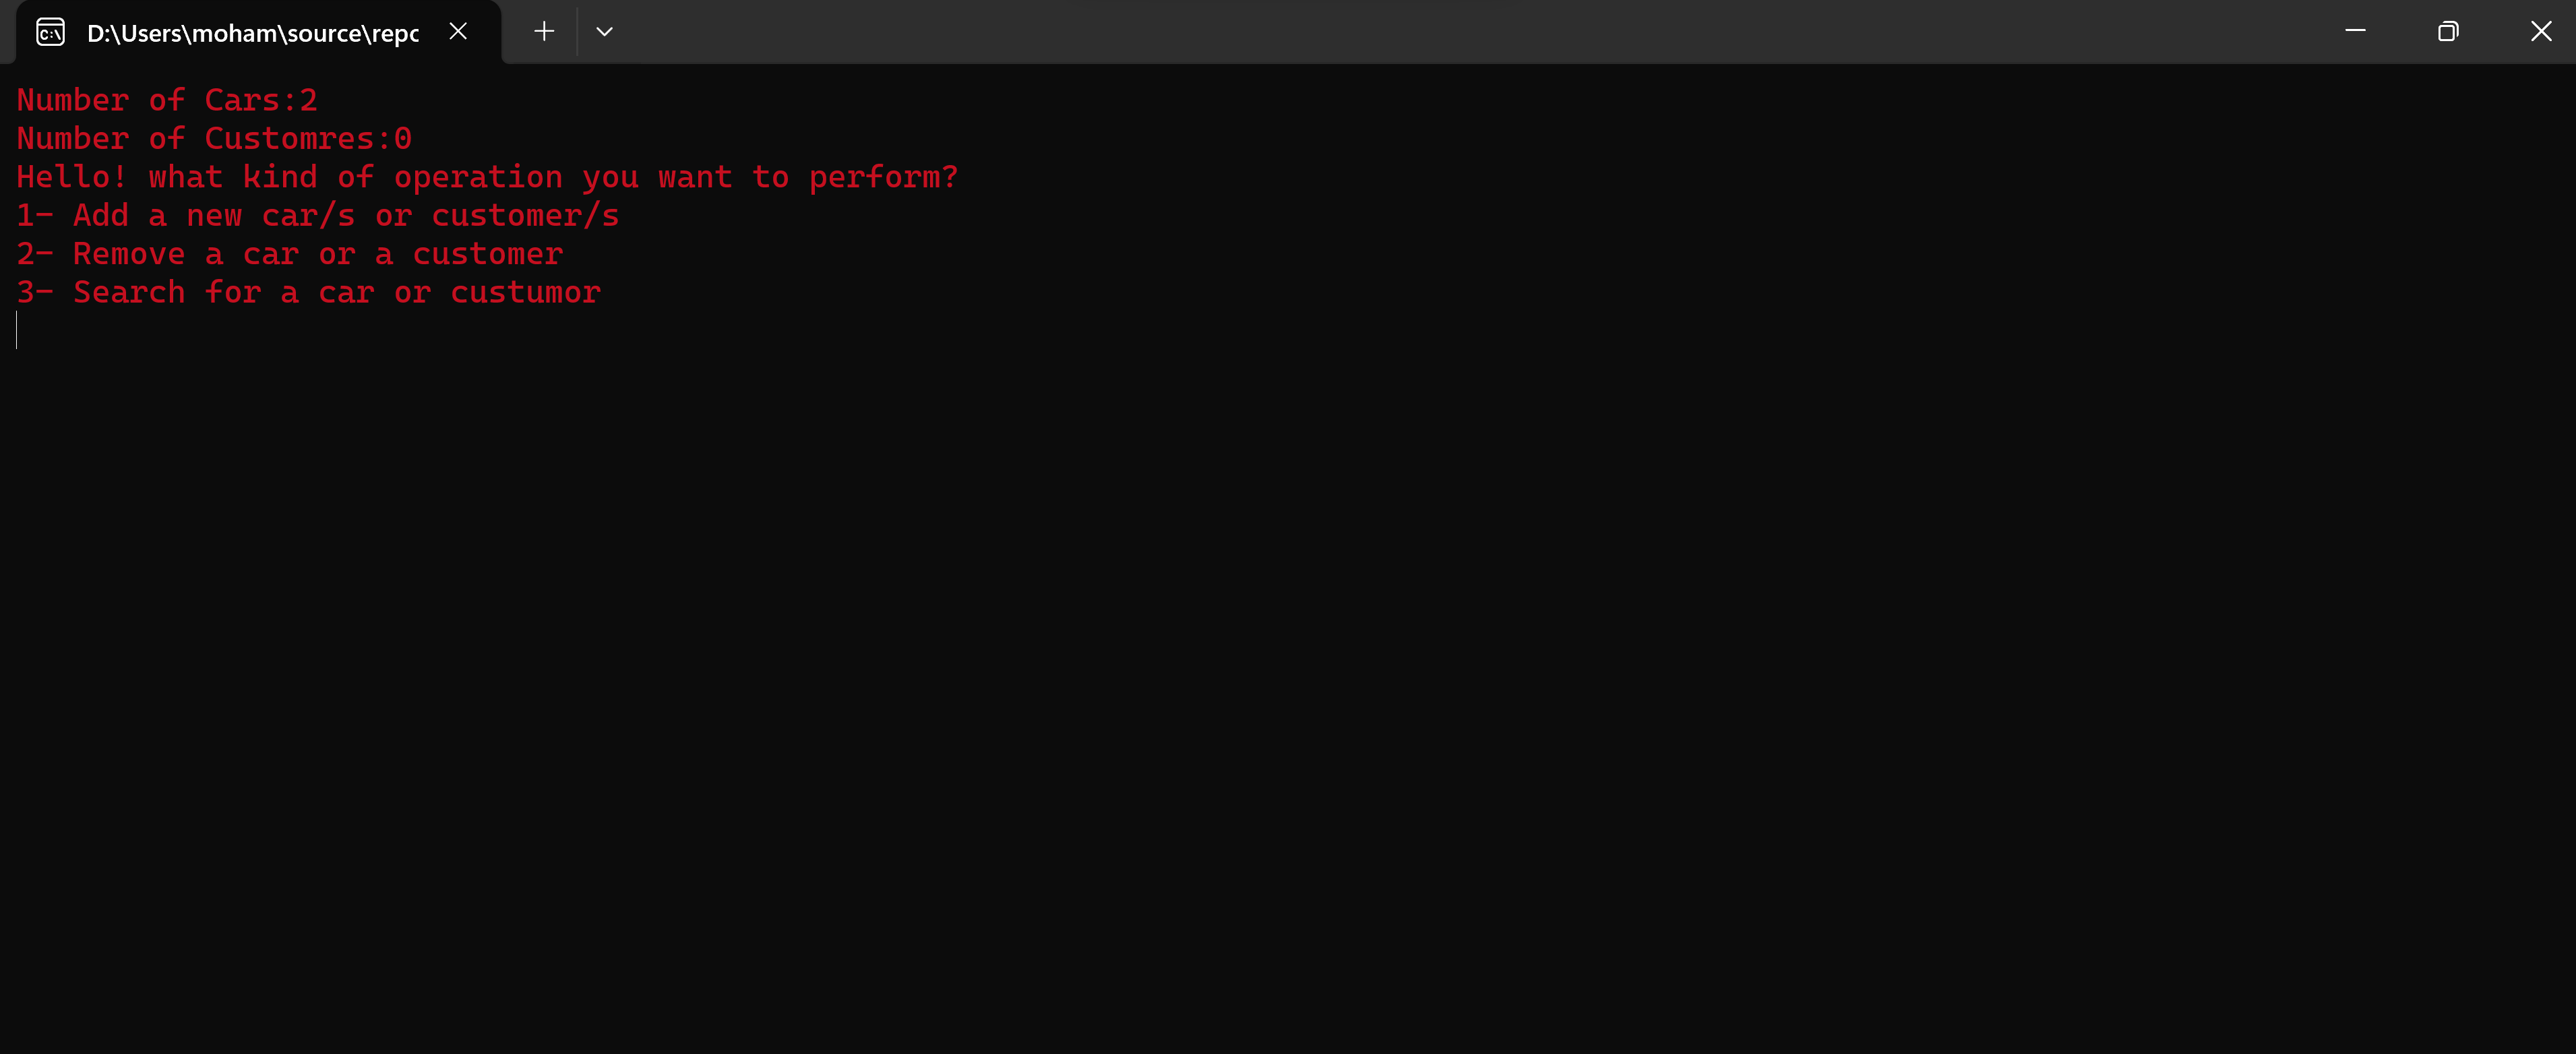 D:\Users\moham\source\repo
Number of Cars:2
Number of Customres:0
Hello! what kind of operation you want to perform?
1- Add a new car/s or customer/s
2- Remove a car or a customer
3- Search for a car or custumor